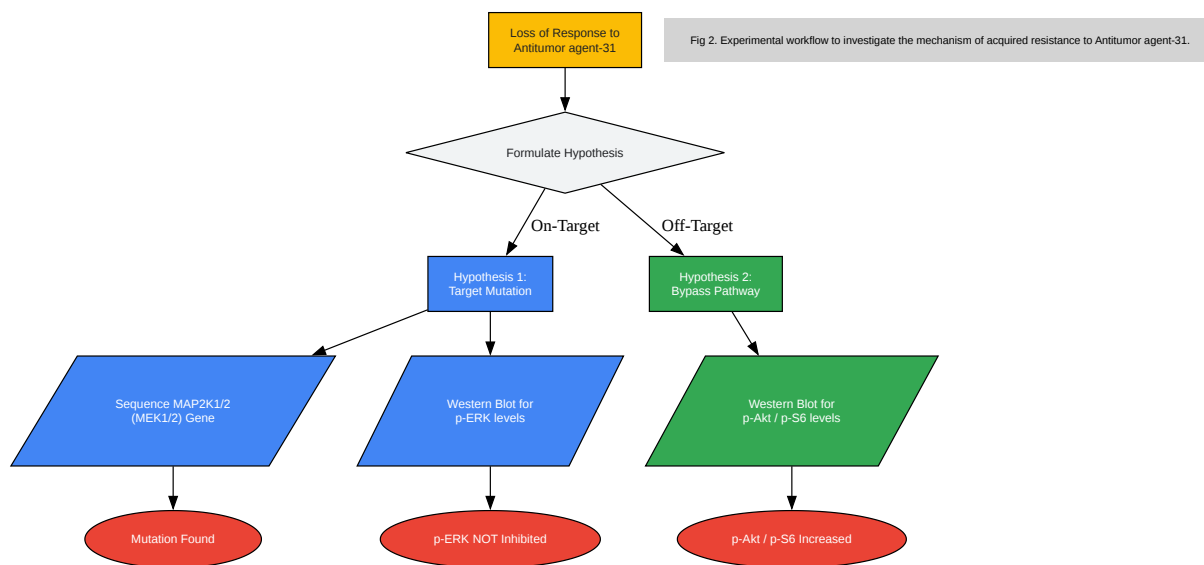 Loss of Response to
Antitumor agent-31
Fig 2. Experimental workflow to investigate the mechanism of acquired resistance to Antitumor agent-31.
Formulate Hypothesis
On-Target
Off-Target
Hypothesis 1:
Target Mutation
Hypothesis 2:
Bypass Pathway
Sequence MAP2K1/2
(MEK1/2) Gene
Western Blot for
p-ERK levels
Western Blot for
p-Akt / p-S6 levels
Mutation Found
p-ERK NOT Inhibited
p-Akt / p-S6 Increased